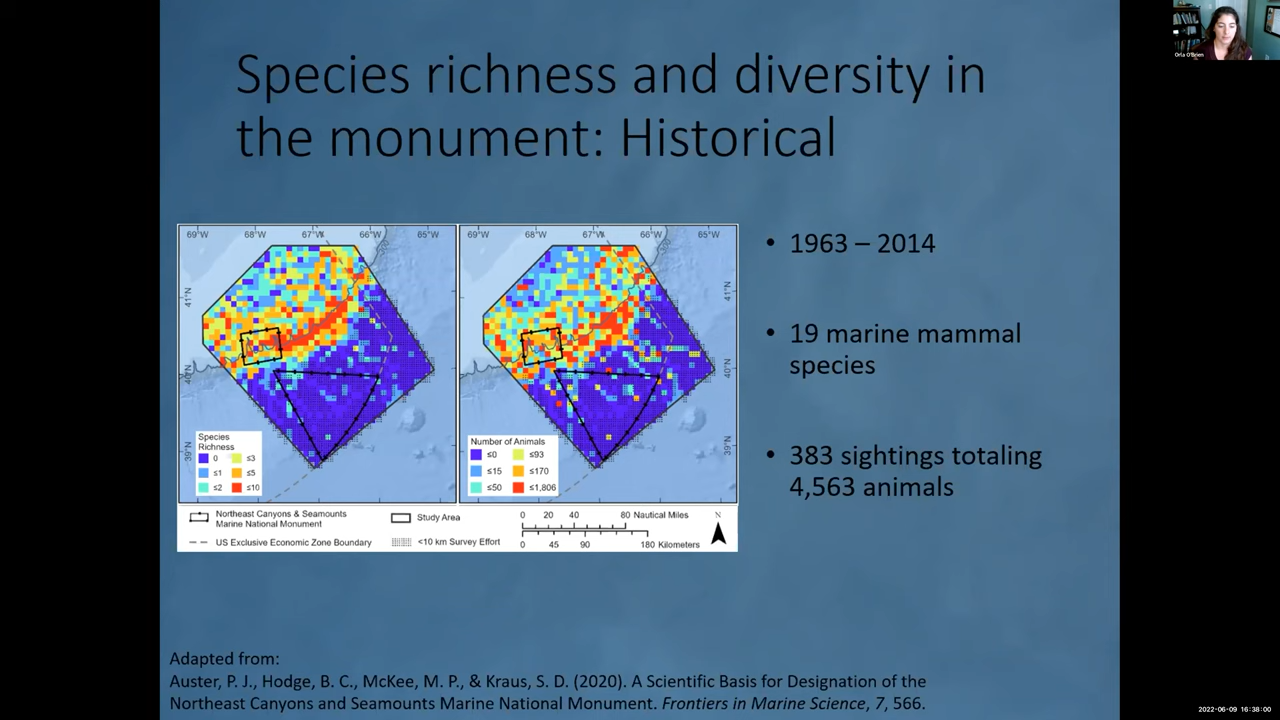 Orla O'Brien
Species richness and diversity in
the monument: Historical
69°W 68°W 67°W 66°W 65°W
41°N
40°N
39°N
Species
Richness
0 ≤3
≤1 ≤5
≤2 ≤10
69°W 68°W 67°W 66°W 65°W
41°N
40°N
39°N
Number of Animals
≤0 ≤93
≤15 ≤170
≤50 ≤1,806
Northeast Canyons & Seamounts
Marine National Monument
US Exclusive Economic Zone Boundary
Study Area
<10 km Survey Effort
0 20 40 80 Nautical Miles
0 45 90 180 Kilometers
N
• 1963 – 2014
• 19 marine mammal
species
• 383 sightings totaling
4,563 animals
Adapted from:
Auster, P. J., Hodge, B. C., McKee, M. P., & Kraus, S. D. (2020). A Scientific Basis for Designation of the
Northeast Canyons and Seamounts Marine National Monument. Frontiers in Marine Science, 7, 566.
2022-06-09 16:38:00